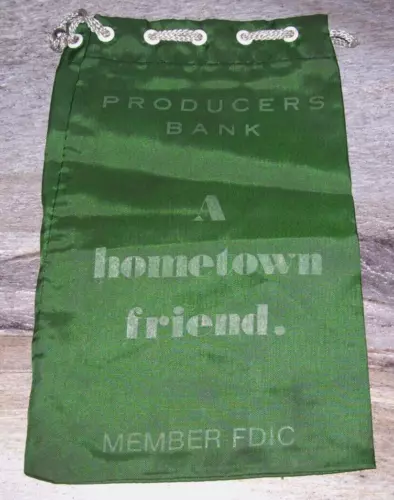 PRODUCERS
BANK
A
hometown
friend.
MEMBER FDIC